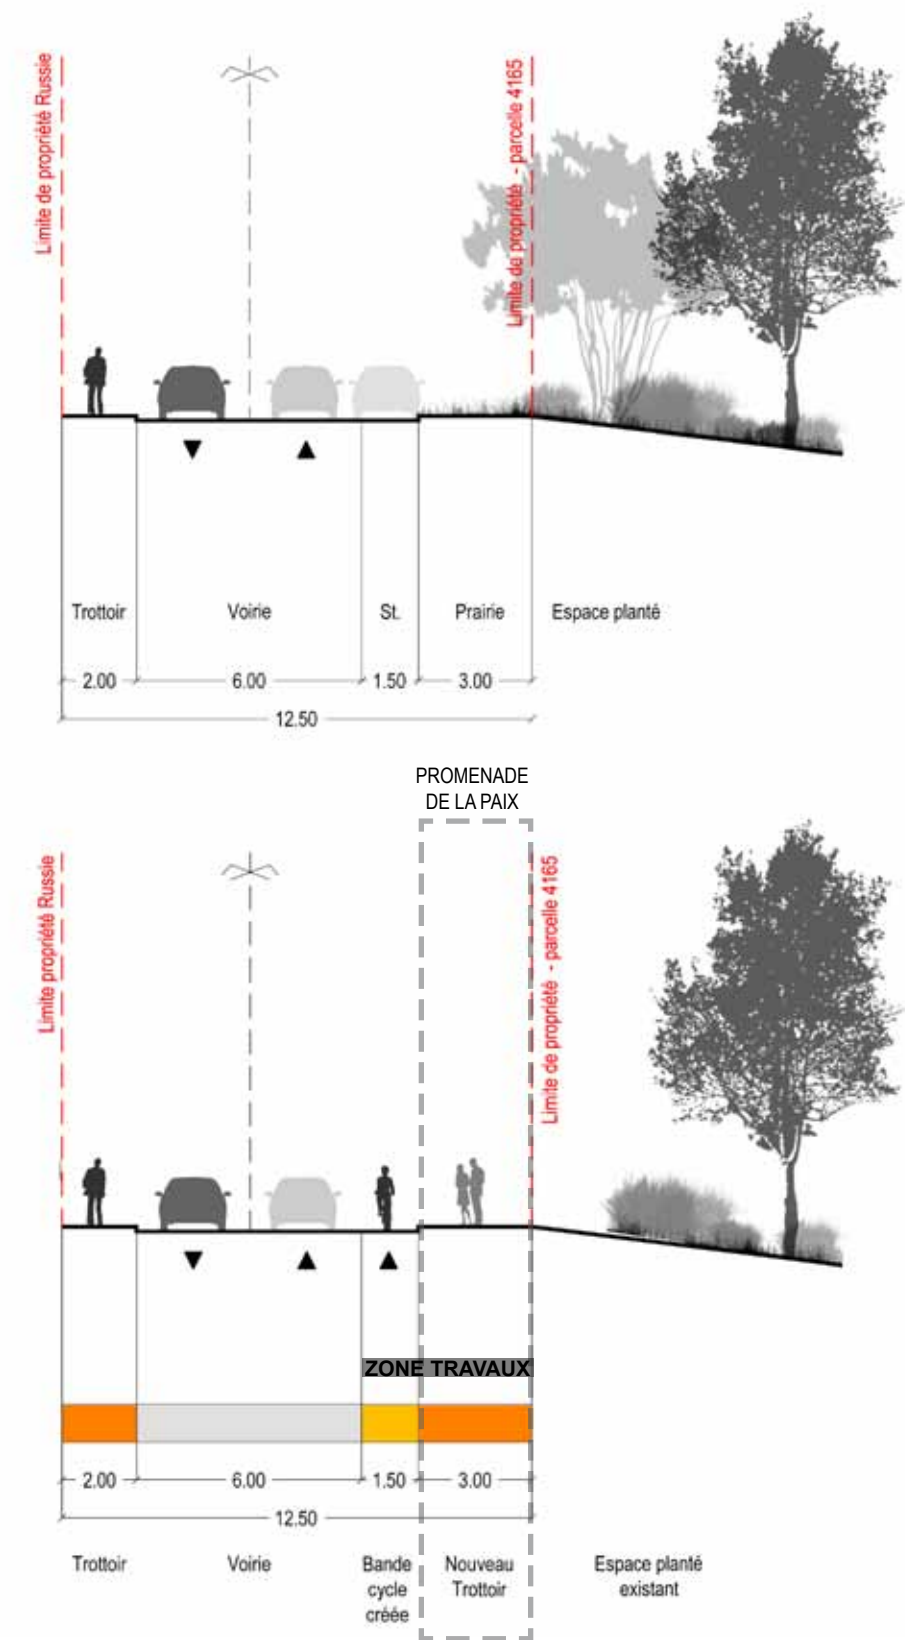 Limite de propriété Russie
Limite de propriété - parcelle 4165
Trottoir
Voirie
St.
Prairie
Espace planté
2.00
6.00
1.50
3.00
12.50
PROMENADE
DE LA PAIX
Limite propriété Russie
Limite de propriété - parcelle 4165
ZONE TRAVAUX
2.00
6.00
1.50
3.00
12.50
Trottoir
Voirie
Bande
cycle
créée
Nouveau
Trottoir
Espace planté
existant